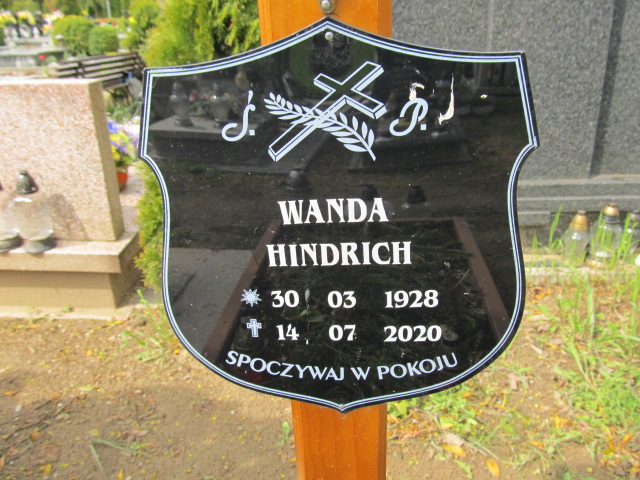 Ś. P.
WANDA
HINDRICH
30 03 1928
14 07 2020
SPOCZYWAJ W POKOJU